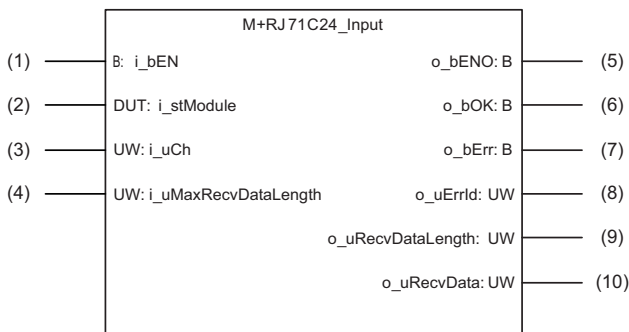 M+RJ71C24_Input
(1) B: i_bEN o_bENO: B (5)
(2) DUT: i_stModule o_bOK: B (6)
(3) UW: i_uCh o_bErr: B (7)
(4) UW: i_uMaxRecvDataLength o_uErrId: UW (8)
o_uRecvDataLength: UW (9)
o_uRecvData: UW (10)